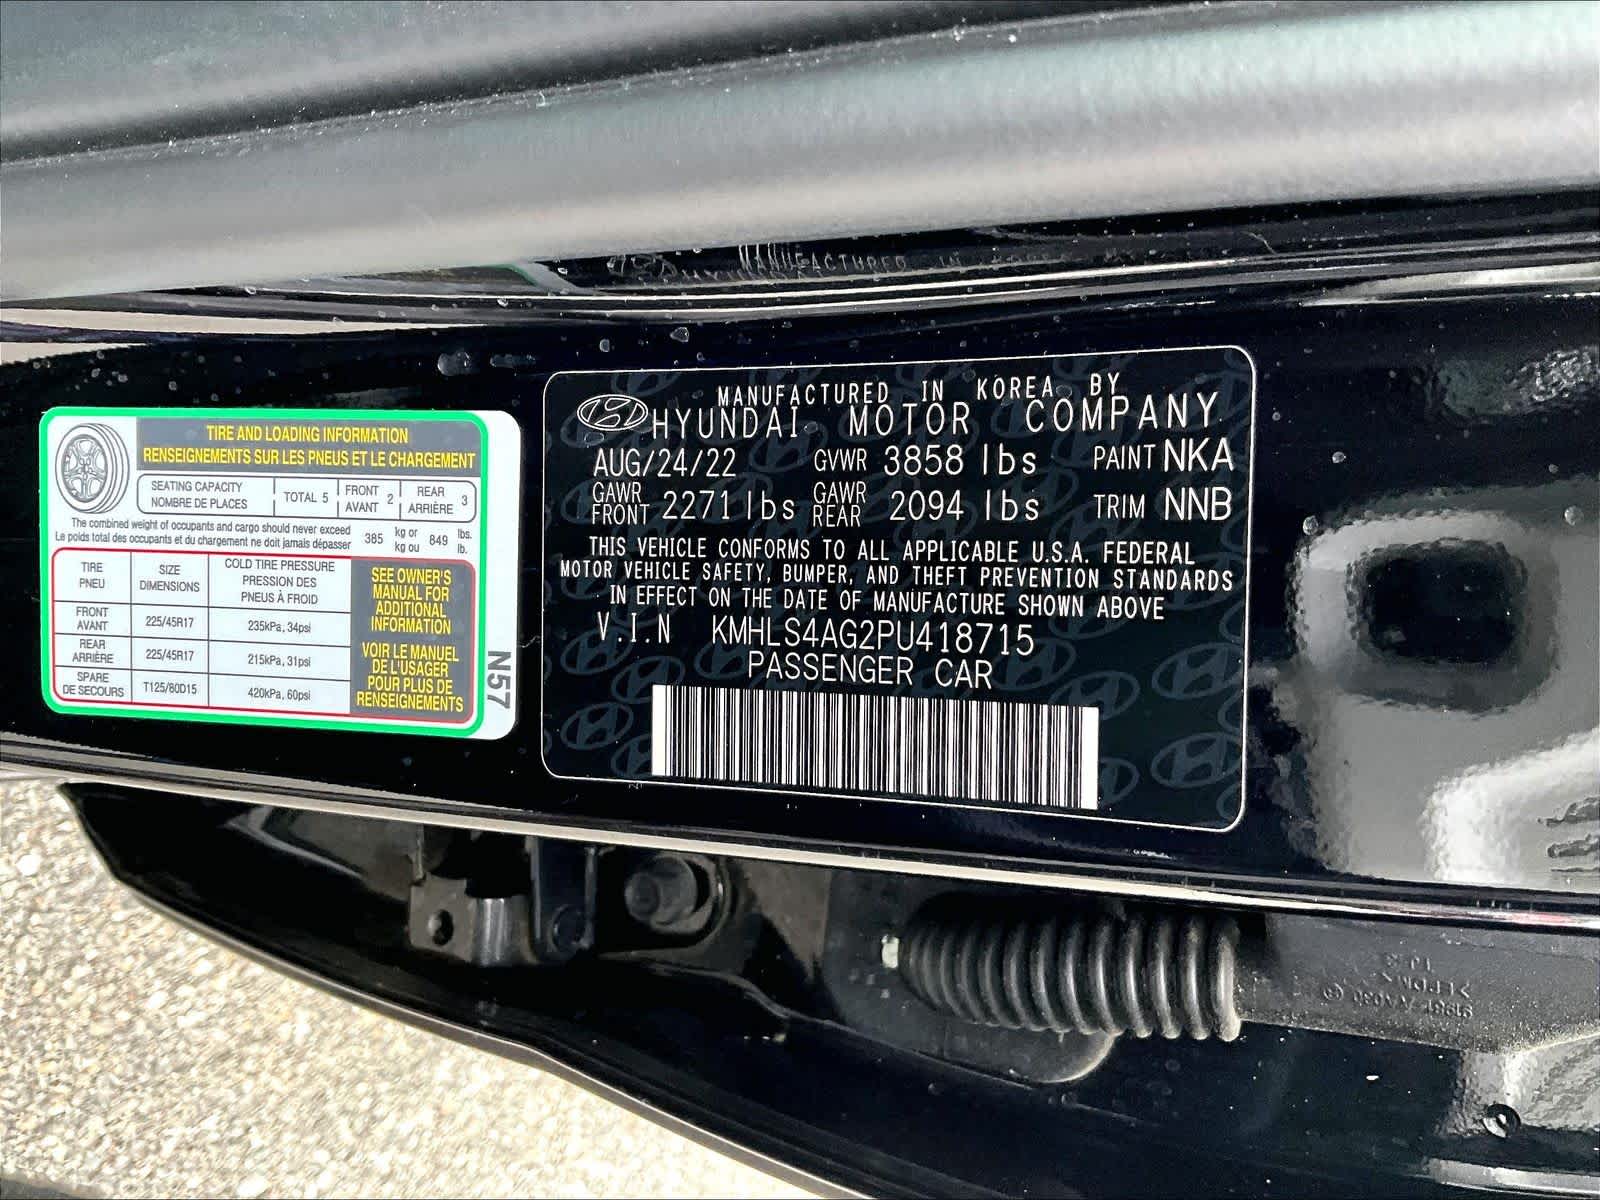 TIRE AND LOADING INFORMATION
RENSEIGNEMENTS SUR LES PNEUS ET LE CHARGEMENT
SEATING CAPACITY
NOMBRE DE PLACES
TOTAL 5
FRONT
AVANT 2
REAR
ARRIÈRE 3
The combined weight of occupants and cargo should never exceed
Le poids total des occupants et du chargement ne doit jamais dépasser
385 kg or
kg ou 849 lbs.
lb.
TIRE
PNEU
SIZE
DIMENSIONS
COLD TIRE PRESSURE
PRESSION DES
PNEUS À FROID
FRONT
AVANT
225/45R17
235kPa, 34psi
REAR
ARRIÈRE
225/45R17
215kPa, 31psi
SPARE
DE SECOURS
T125/80D15
420kPa, 60psi
SEE OWNER'S
MANUAL FOR
ADDITIONAL
INFORMATION
VOIR LE MANUEL
DE L'USAGER
POUR PLUS DE
RENSEIGNEMENTS
N57
MANUFACTURED IN KOREA BY
HYUNDAI MOTOR COMPANY
AUG/24/22 GVWR 3858 lbs PAINT NKA
GAWR
FRONT 2271 lbs GAWR
REAR 2094 lbs TRIM NNB
THIS VEHICLE CONFORMS TO ALL APPLICABLE U.S.A. FEDERAL
MOTOR VEHICLE SAFETY, BUMPER, AND THEFT PREVENTION STANDARDS
IN EFFECT ON THE DATE OF MANUFACTURE SHOWN ABOVE
V.I.N KMHLS4AG2PU418715
PASSENGER CAR